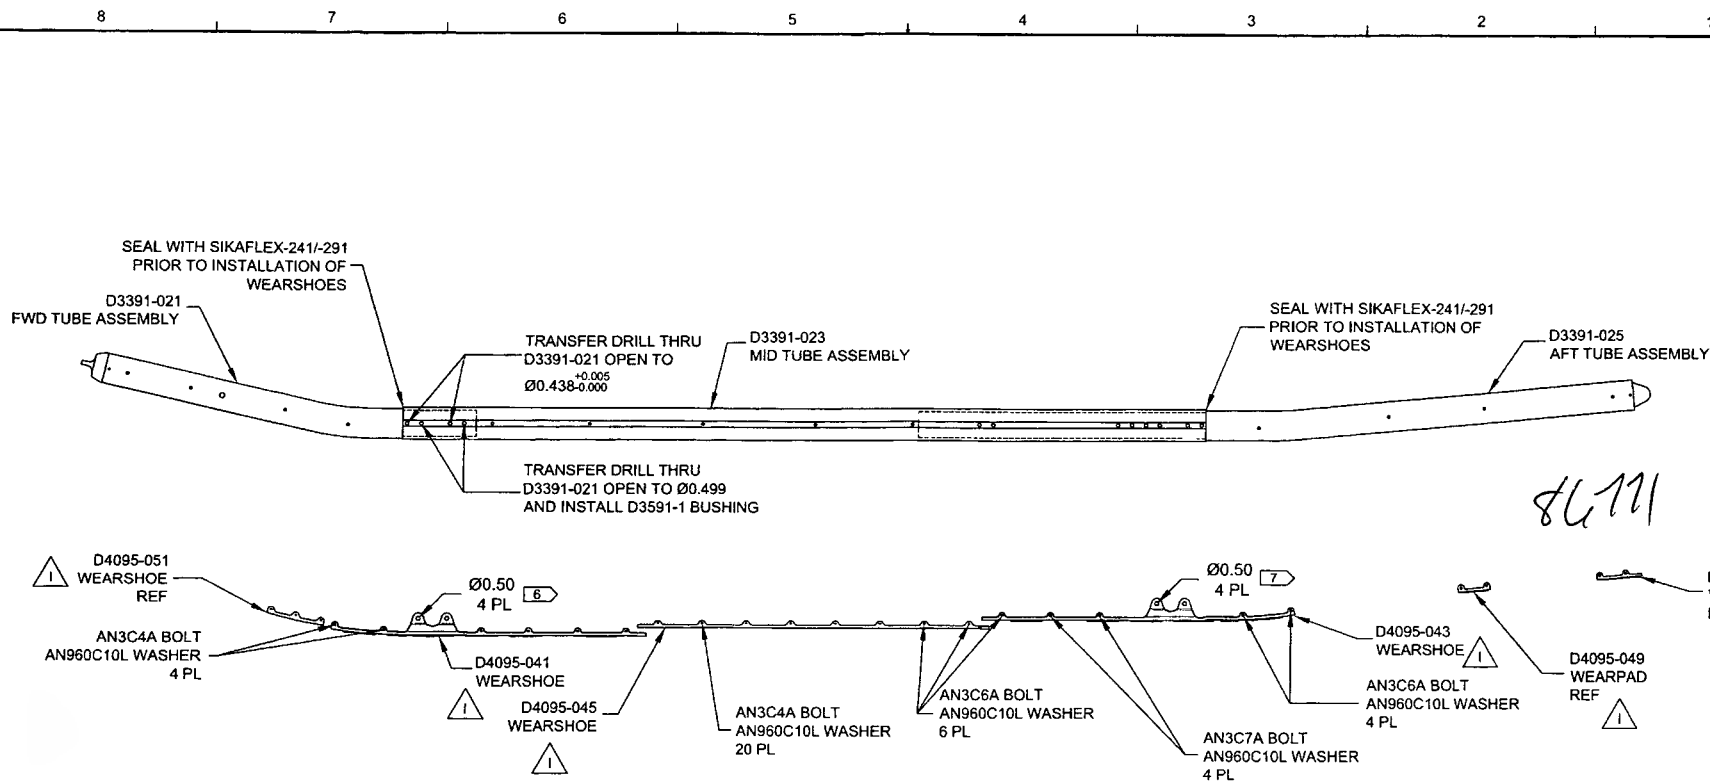 8 7 6 5 4 3 2
SEAL WITH SIKAFLEX-241/-291
PRIOR TO INSTALLATION OF
WEARSHOES
D3391-021
FWD TUBE ASSEMBLY
TRANSFER DRILL THRU
D3391-021 OPEN TO
Ø0.438+0.005-0.000
D3391-023
MID TUBE ASSEMBLY
SEAL WITH SIKAFLEX-241/-291
PRIOR TO INSTALLATION OF
WEARSHOES
D3391-025
AFT TUBE ASSEMBLY
TRANSFER DRILL THRU
D3391-021 OPEN TO Ø0.499
AND INSTALL D3591-1 BUSHING
D4095-051
WEARSHOE
REF
1
Ø0.50
4 PL
6
AN3C4A BOLT
AN960C10L WASHER
4 PL
D4095-041
WEARSHOE
1
D4095-045
WEARSHOE
1
AN3C4A BOLT
AN960C10L WASHER
20 PL
AN3C6A BOLT
AN960C10L WASHER
6 PL
Ø0.50
4 PL
7
AN3C7A BOLT
AN960C10L WASHER
4 PL
D4095-043
WEARSHOE
1
AN3C6A BOLT
AN960C10L WASHER
4 PL
D4095-049
WEARPAD
REF
1